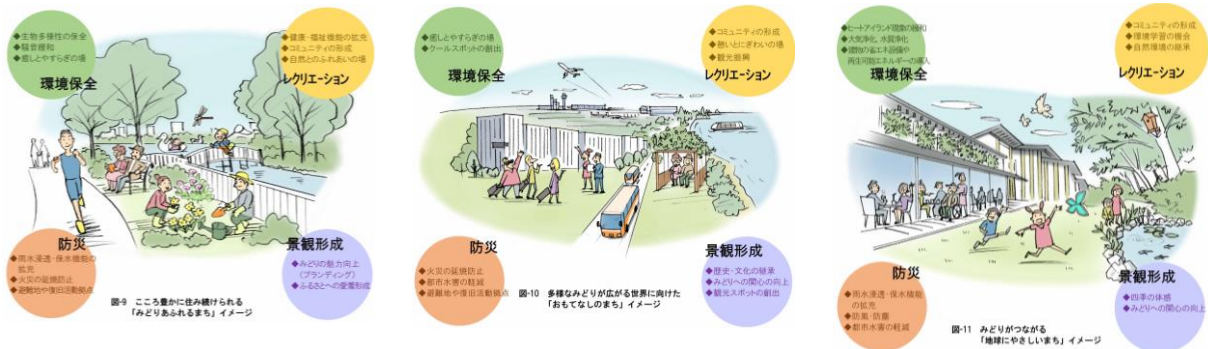 ◆生物多様性の保全
◆騒音緩和
◆癒しとやすらぎの場
環境保全
◆健康・福祉機能の拡充
◆コミュニティの形成
◆自然とのふれあいの場
レクリエーション
防災
◆雨水浸透・保水機能の
拡充
◆火災の延焼防止
◆避難地や復旧活動拠点
景観形成
◆みどりの魅力向上
(ブランディング)
◆ふるさとへの愛着形成
図-9 こころ豊かに住み続けられる
「みどりあふれるまち」イメージ
◆癒しとやすらぎの場
◆クールスポットの創出
環境保全
◆コミュニティの形成
◆憩いとにぎわいの場
◆観光振興
レクリエーション
防災
◆火災の延焼防止
◆都市水害の軽減
◆避難地や復旧活動拠点
景観形成
◆歴史・文化の継承
◆みどりへの関心の向上
◆観光スポットの創出
図-10 多様なみどりが広がる世界に向けた
「おもてなしのまち」イメージ
◆ヒートアイランド現象の緩和
◆大気浄化、水質浄化
◆建物の省エネ設備や
再生可能エネルギーの導入
環境保全
◆コミュニティの形成
◆環境学習の機会
◆自然環境の継承
レクリエーション
防災
◆雨水浸透・保水機能
の拡充
◆防風・防塵
◆都市水害の軽減
景観形成
◆四季の体感
◆みどりへの関心の向上
図-11 みどりがつながる
「地球にやさしいまち」イメージ